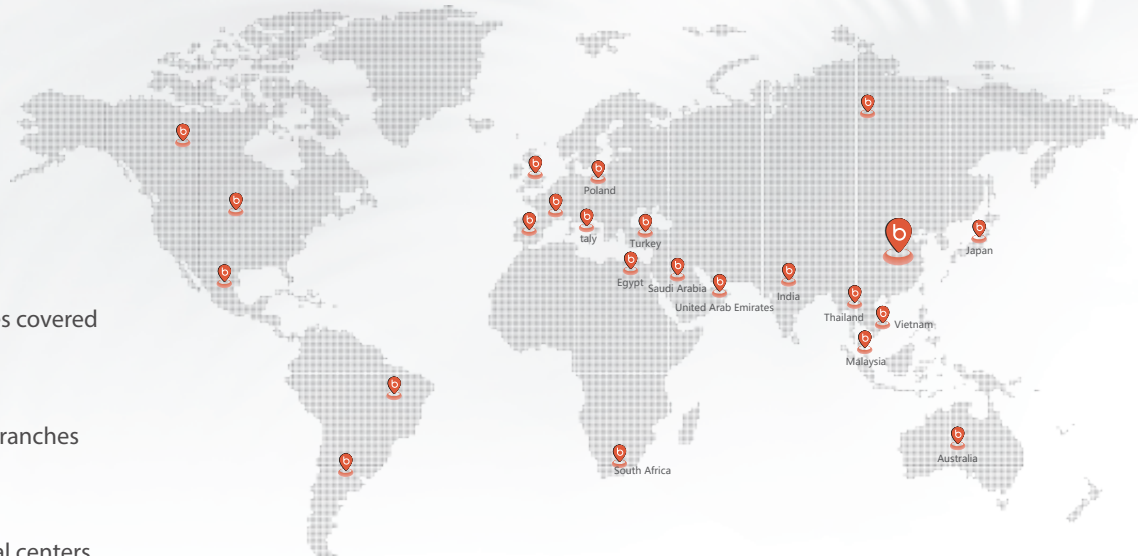 Poland
taly
Turkey
Japan
Egypt
Saudi Arabia
India
United Arab Emirates
Thailand
Vietnam
s covered
Malaysia
ranches
Australia
South Africa
al centers